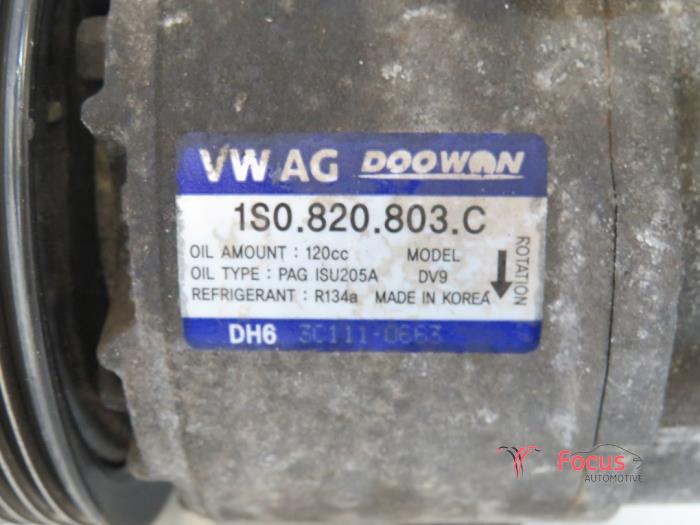 VW AG DOOWON
1S0.820.803.C
OIL AMOUNT : 120cc MODEL
OIL TYPE : PAG ISU205A DV9
REFRIGERANT : R134a MADE IN KOREA
ROTATION
DH6 3C111-0663
Focus
AUTOMOTIVE